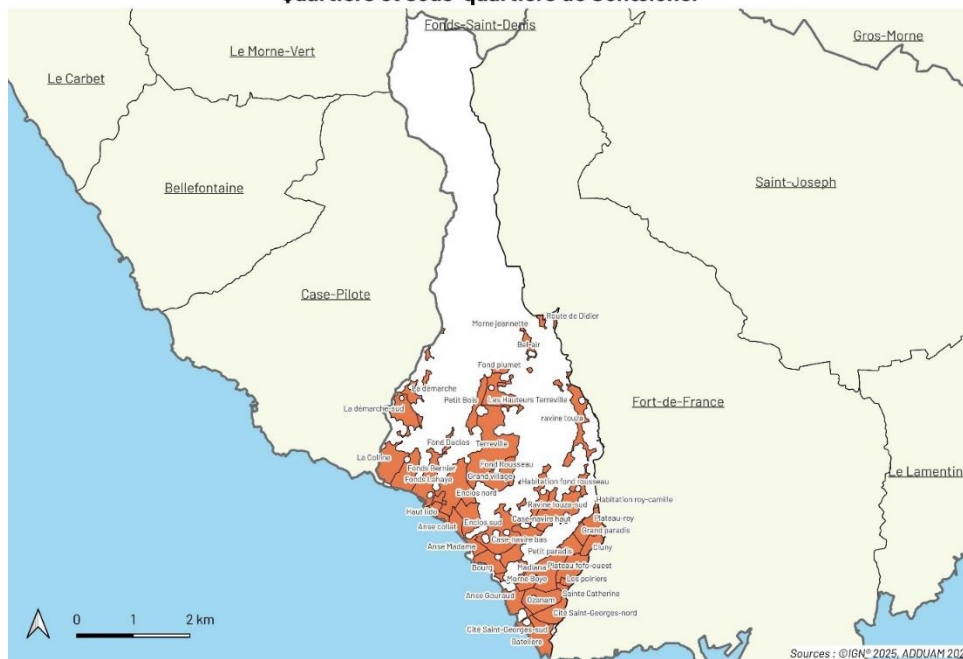 Quartiers et sous-quartiers de Schœlcher
Fonds-Saint-Denis
Gros-Morne
Le Morne-Vert
Le Carbet
Saint-Joseph
Bellefontaine
Case-Pilote
Route de Didier
Morne jeannette
Bel-air
Fond plumet
La démarche
Petit Bois
Les Hauteurs Terreville
Fort-de-France
La démarche-sud
ravine touza
Fond Duclos
Terreville
La Colline
Fond Rousseau
Fonds Bernier
Le Lamentin
Grand village
Fonds Lahaye
Habitation fond rousseau
Enclos nord
Habitation roy-camille
Ravine touza-sud
Haut lido
Plateau-roy
Enclos sud
Case-navire haut
Anse collat
Grand paradis
Case-navire bas
Anse Madame
Cluny
Petit paradis
Bourg
Madiana
Plateau fofo-ouest
Morne Boye
Les poiriers
Anse Gouraud
Ozanam
Sainte Catherine
Cité Saint-Georges-nord
0 1 2 km
Cité Saint-Georges-sud
Batelière
Sources : ©IGN® 2025, ADDUAM 202